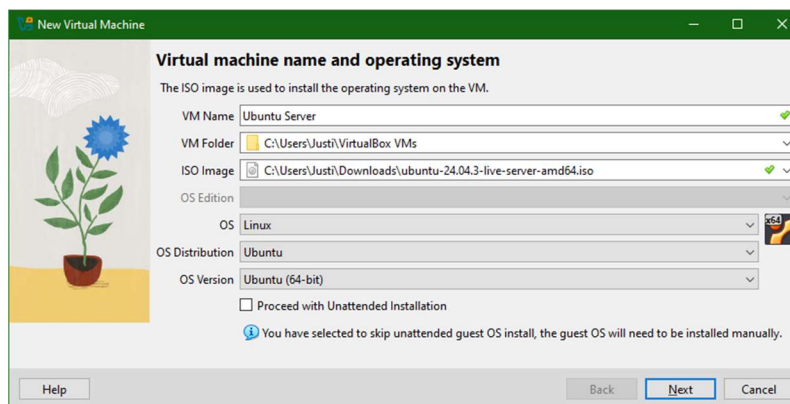 New Virtual Machine
Virtual machine name and operating system
The ISO image is used to install the operating system on the VM.
VM Name Ubuntu Server
VM Folder C:\Users\Justi\VirtualBox VMs
ISO Image C:\Users\Justi\Downloads\ubuntu-24.04.3-live-server-amd64.iso
OS Edition
OS Linux
x64
OS Distribution Ubuntu
OS Version Ubuntu (64-bit)
Proceed with Unattended Installation
You have selected to skip unattended guest OS install, the guest OS will need to be installed manually.
Help Back Next Cancel